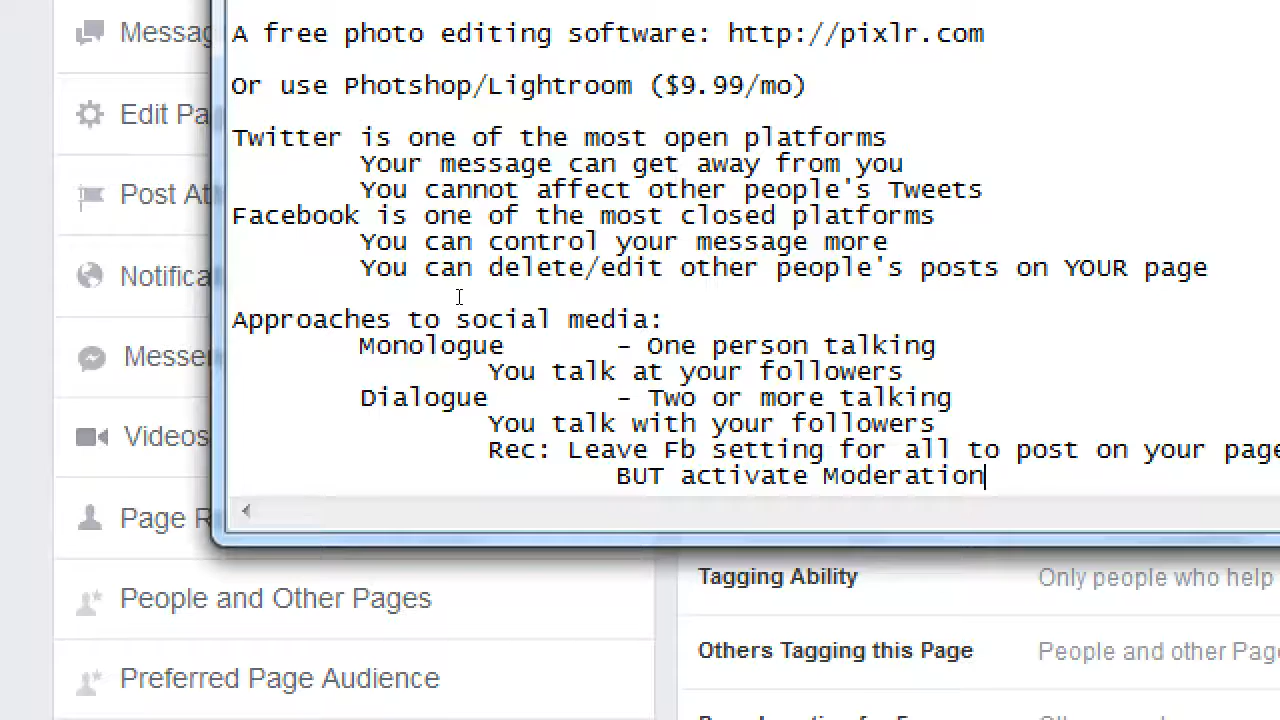 Messag
A free photo editing software: http://pixlr.com
Or use Photshop/Lightroom ($9.99/mo)
Edit Pa
Twitter is one of the most open platforms
Your message can get away from you
You cannot affect other people's Tweets
Post At
Facebook is one of the most closed platforms
You can control your message more
You can delete/edit other people's posts on YOUR page
Notifica
Approaches to social media:
Monologue - One person talking
Messen
You talk at your followers
Dialogue - Two or more talking
You talk with your followers
Videos
Rec: Leave Fb setting for all to post on your page
BUT activate Moderation
Page R
Tagging Ability Only people who help
People and Other Pages
Others Tagging this Page People and other Page
Preferred Page Audience